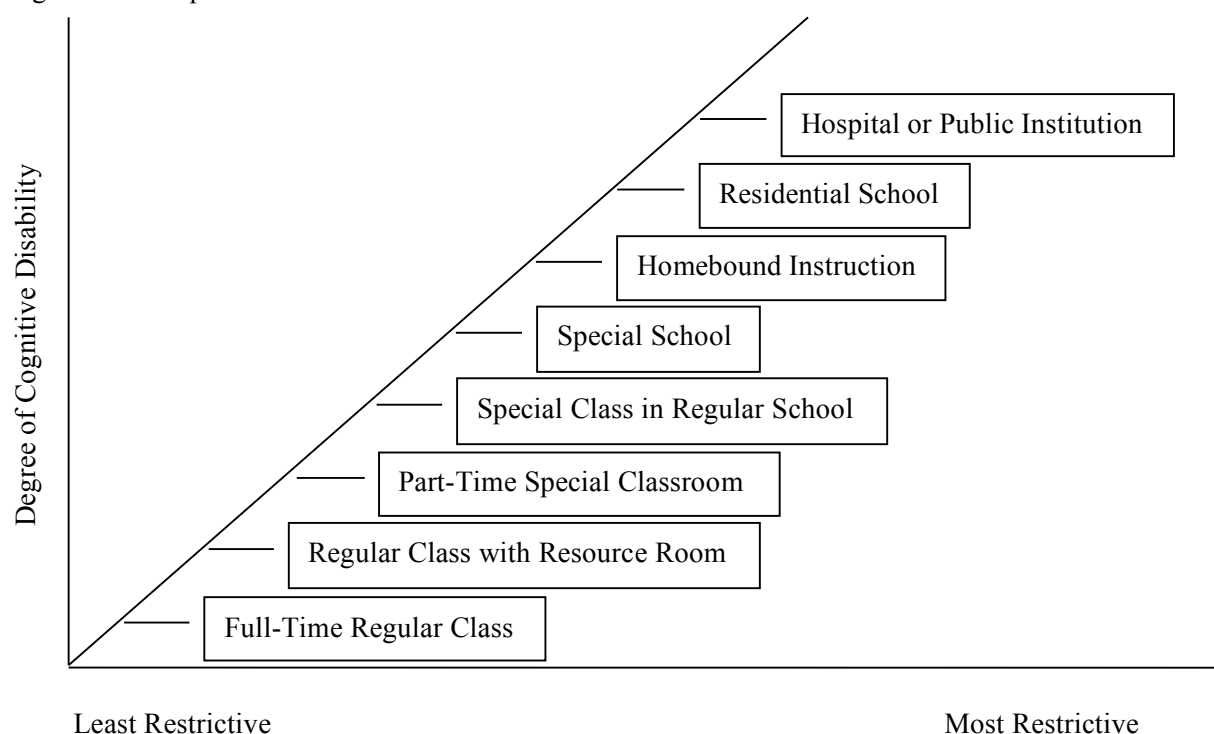 Hospital or Public Institution
Residential School
Homebound Instruction
Special School
Special Class in Regular School
Part-Time Special Classroom
Regular Class with Resource Room
Full-Time Regular Class
Degree of Cognitive Disability
Least Restrictive
Most Restrictive